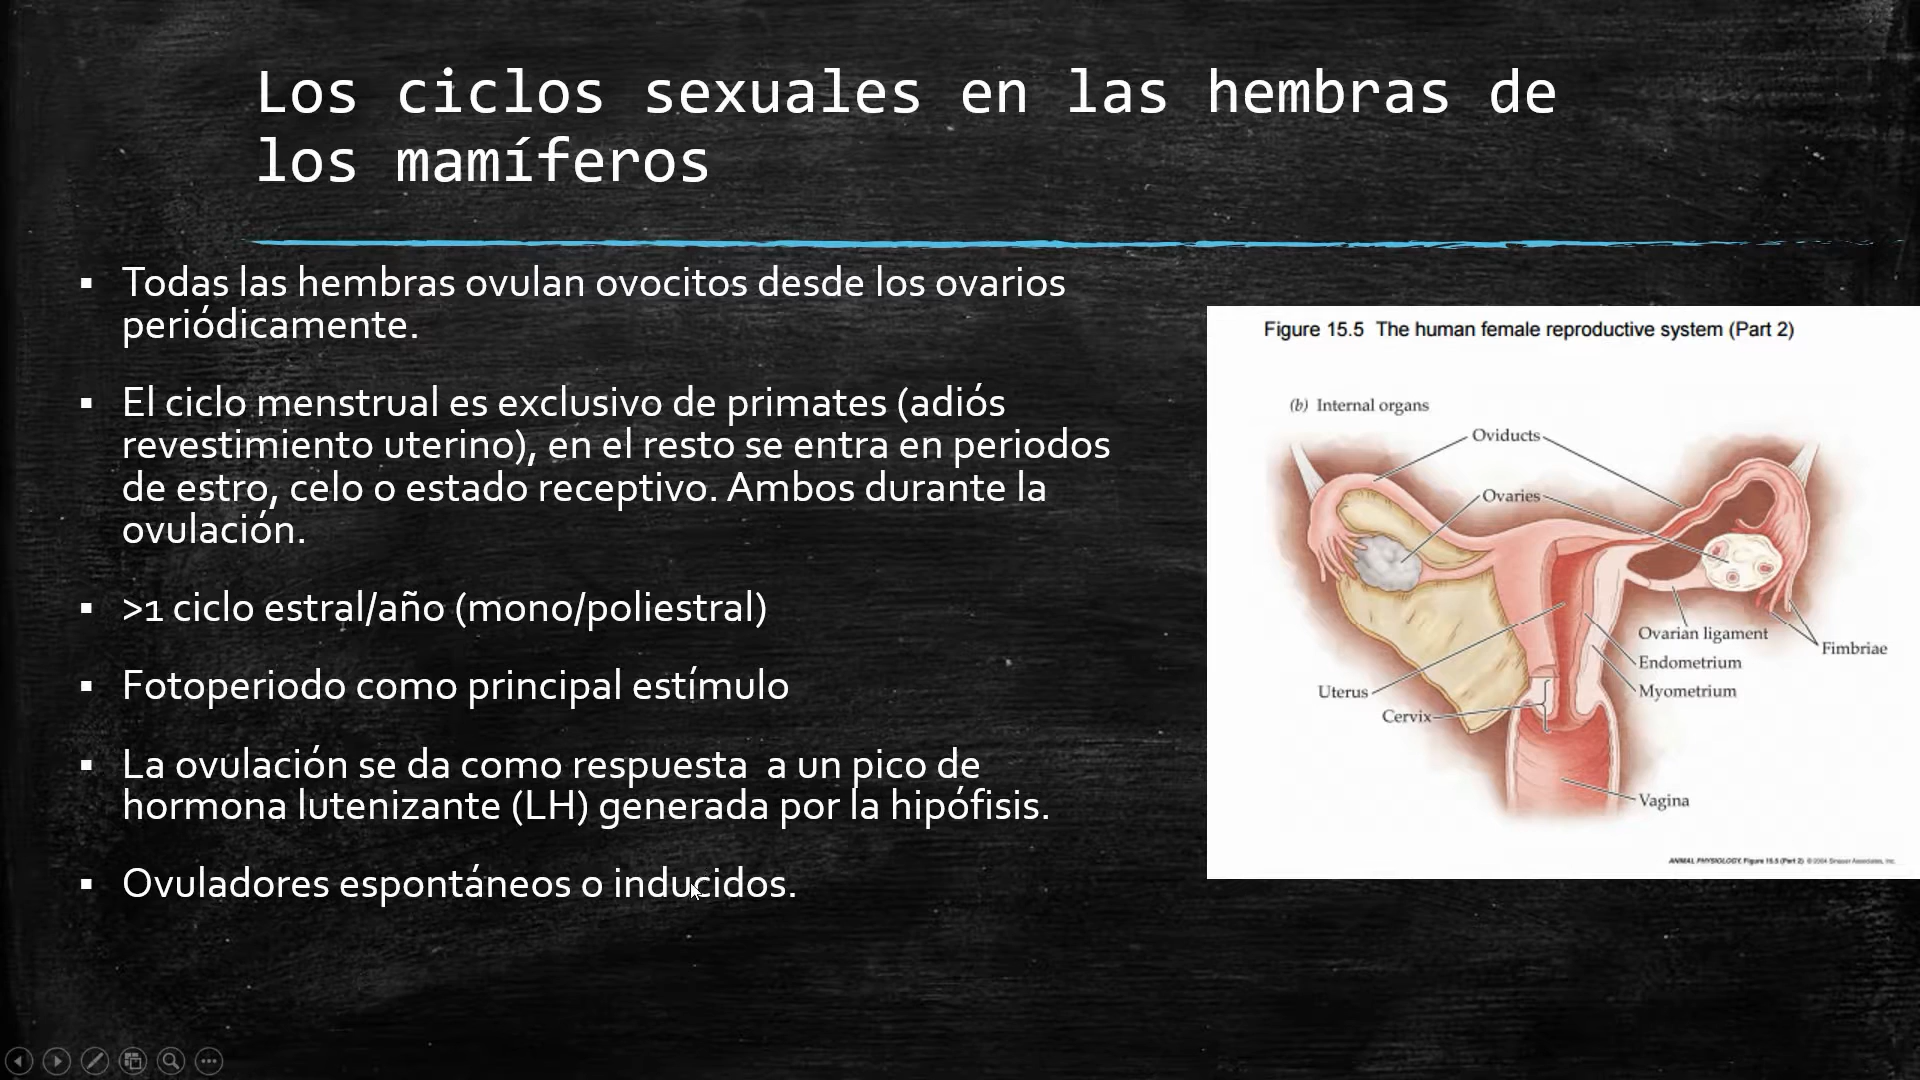 Los ciclos sexuales en las hembras de
los mamíferos
▪ Todas las hembras ovulan ovocitos desde los ovarios
periódicamente.
▪ El ciclo menstrual es exclusivo de primates (adiós
revestimiento uterino), en el resto se entra en periodos
de estro, celo o estado receptivo. Ambos durante la
ovulación.
▪ >1 ciclo estral/año (mono/poliestral)
▪ Fotoperiodo como principal estímulo
▪ La ovulación se da como respuesta  a un pico de
hormona lutenizante (LH) generada por la hipófisis.
▪ Ovuladores espontáneos o inducidos.
Figure 15.5 The human female reproductive system (Part 2)
(b) Internal organs
Oviducts
Ovaries
Ovarian ligament
Fimbriae
Endometrium
Uterus
Myometrium
Cervix
Vagina
ANIMAL PHYSIOLOGY, Figure 15.5 (Part 2) © 2004 Sinauer Associates, Inc.